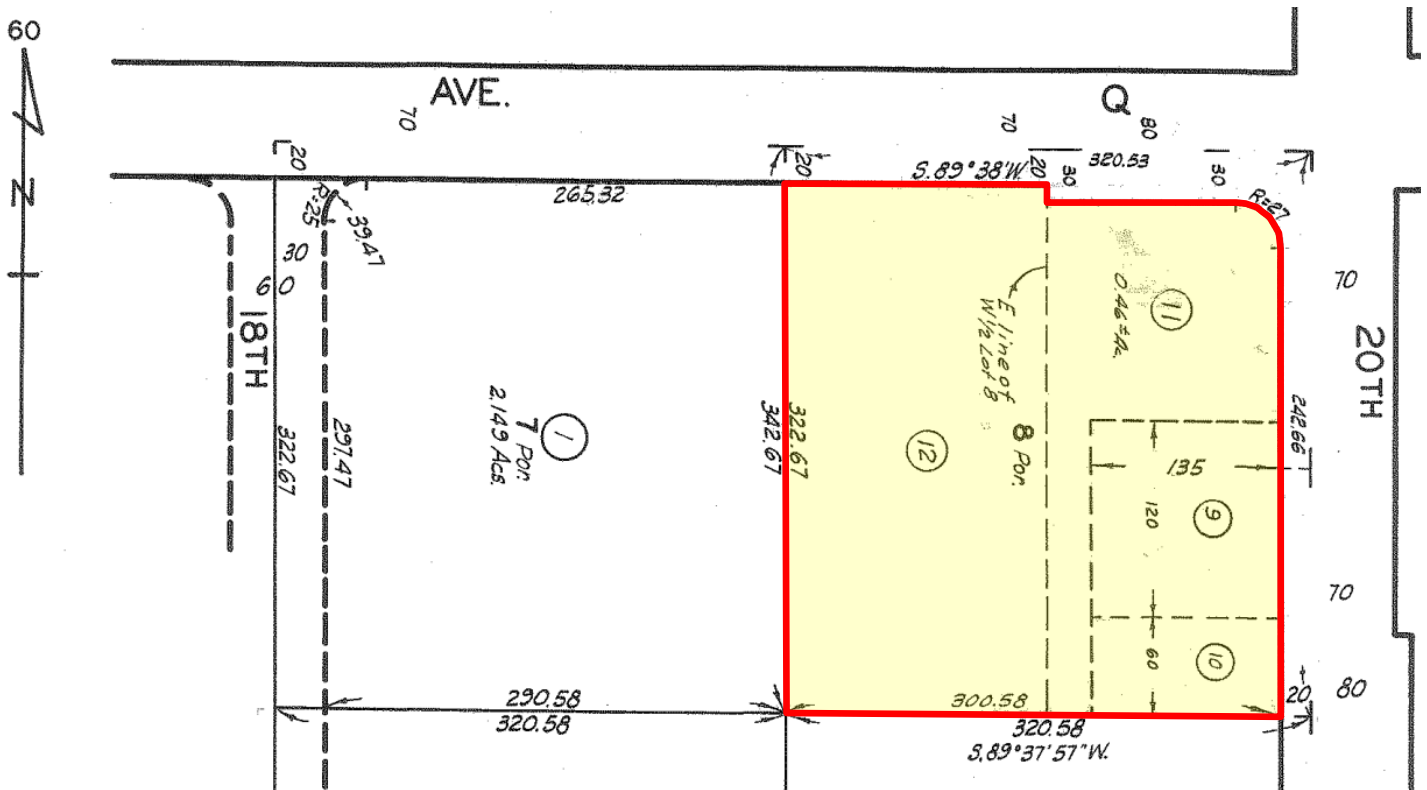 60
N
AVE.
Q
70
70
80
20
20
S.89°38'W.
20
30
320.53
30
265.32
R=25
39.47
R=27
30
60
18TH
E line of
W½ Lot 8
11
0.46±Ac.
70
20TH
1
7 Por.
2.149 Acs.
297.47
322.67
322.67
342.67
12
8 Por.
242.66
135
120
9
70
60
10
290.58
320.58
300.58
320.58
S.89°37'57"W.
20
80